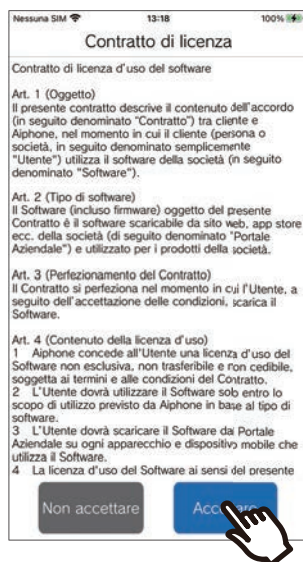 Nessuna SIM 13:18 100%
Contratto di licenza
Contratto di licenza d'uso del software
Art. 1 (Oggetto)
Il presente contratto descrive il contenuto dell'accordo
(in seguito denominato "Contratto") tra cliente e
Aiphone, nel momento in cui il cliente (persona o
società, in seguito denominato semplicemente
"Utente") utilizza il software della società (in seguito
denominato "Software").
Art. 2 (Tipo di software)
Il Software (incluso firmware) oggetto del presente
Contratto è il software scaricabile da sito web, app store
ecc. della società (di seguito denominato "Portale
Aziendale") e utilizzato per i prodotti della società.
Art. 3 (Perfezionamento del Contratto)
Il Contratto si perfeziona nel momento in cui l'Utente, a
seguito dell'accettazione delle condizioni, scarica il
Software.
Art. 4 (Contenuto della licenza d'uso)
1 Aiphone concede all'Utente una licenza d'uso del
Software non esclusiva, non trasferibile e non cedibile,
soggetta ai termini e alle condizioni del Contratto.
2 L'Utente dovrà utilizzare il Software solo entro lo
scopo di utilizzo previsto da Aiphone in base al tipo di
software.
3 L'Utente dovrà scaricare il Software dal Portale
Aziendale su ogni apparecchio e dispositivo mobile che
utilizza il Software.
4 La licenza d'uso del Software ai sensi del presente
Non accettare
Accettare